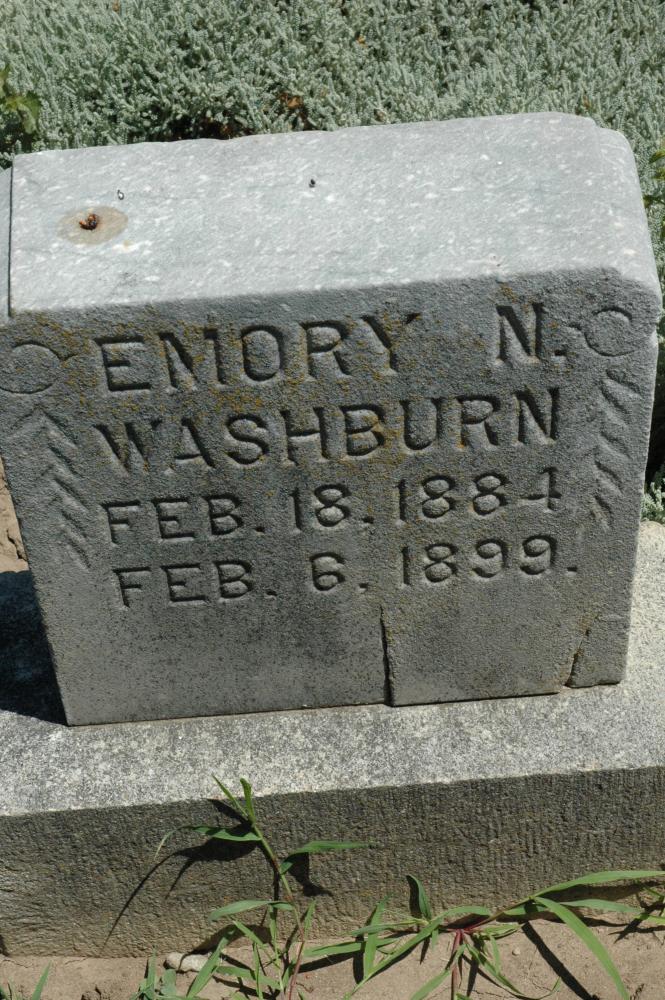 EMORY N.
WASHBURN
FEB. 18. 1884
FEB. 6. 1899.